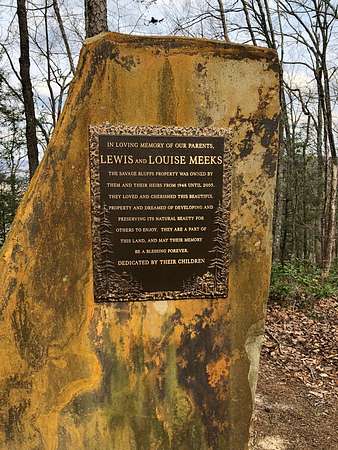 IN LOVING MEMORY OF OUR PARENTS,
LEWIS AND LOUISE MEEKS
THE SAVAGE BLUFFS PROPERTY WAS OWNED BY
THEM AND THEIR HEIRS FROM 1948 UNTIL 2005.
THEY LOVED AND CHERISHED THIS BEAUTIFUL
PROPERTY AND DREAMED OF DEVELOPING AND
PRESERVING ITS NATURAL BEAUTY FOR
OTHERS TO ENJOY. THEY ARE A PART OF
THIS LAND, AND MAY THEIR MEMORY
BE A BLESSING FOREVER.
DEDICATED BY THEIR CHILDREN